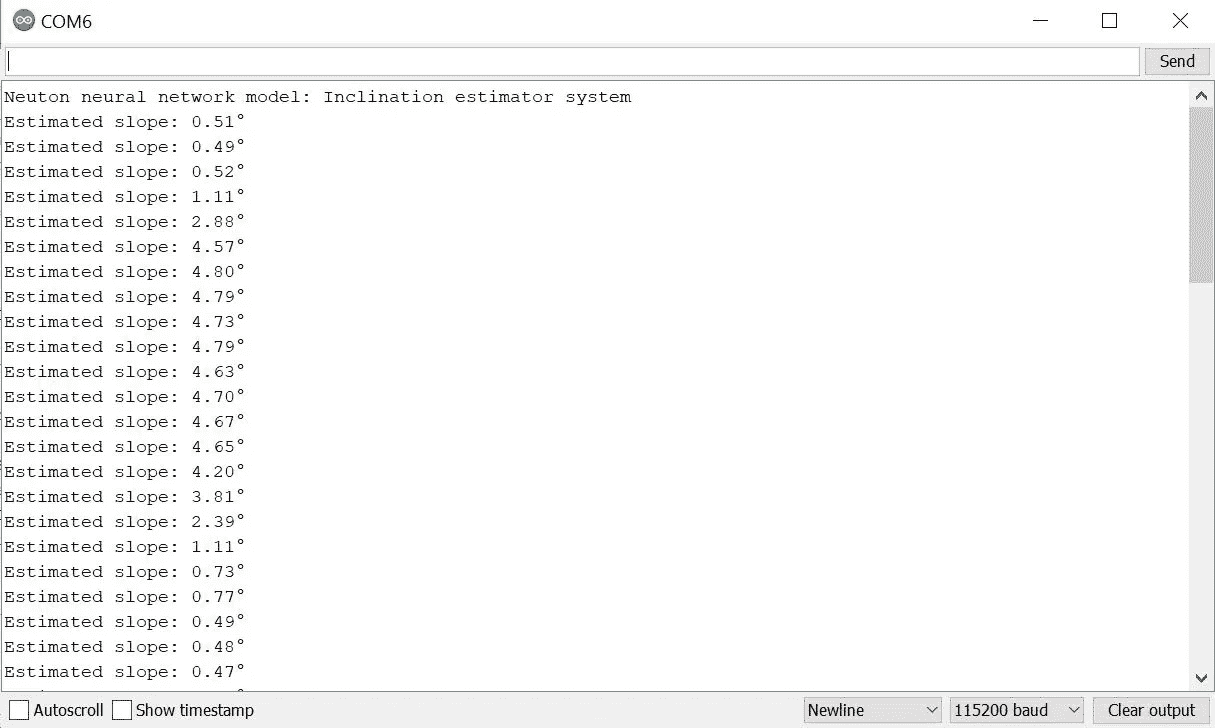 COM6
Send
Neuton neural network model: Inclination estimator system
Estimated slope: 0.51°
Estimated slope: 0.49°
Estimated slope: 0.52°
Estimated slope: 1.11°
Estimated slope: 2.88°
Estimated slope: 4.57°
Estimated slope: 4.80°
Estimated slope: 4.79°
Estimated slope: 4.73°
Estimated slope: 4.79°
Estimated slope: 4.63°
Estimated slope: 4.70°
Estimated slope: 4.67°
Estimated slope: 4.65°
Estimated slope: 4.20°
Estimated slope: 3.81°
Estimated slope: 2.39°
Estimated slope: 1.11°
Estimated slope: 0.73°
Estimated slope: 0.77°
Estimated slope: 0.49°
Estimated slope: 0.48°
Estimated slope: 0.47°
Autoscroll Show timestamp Newline 115200 baud Clear output